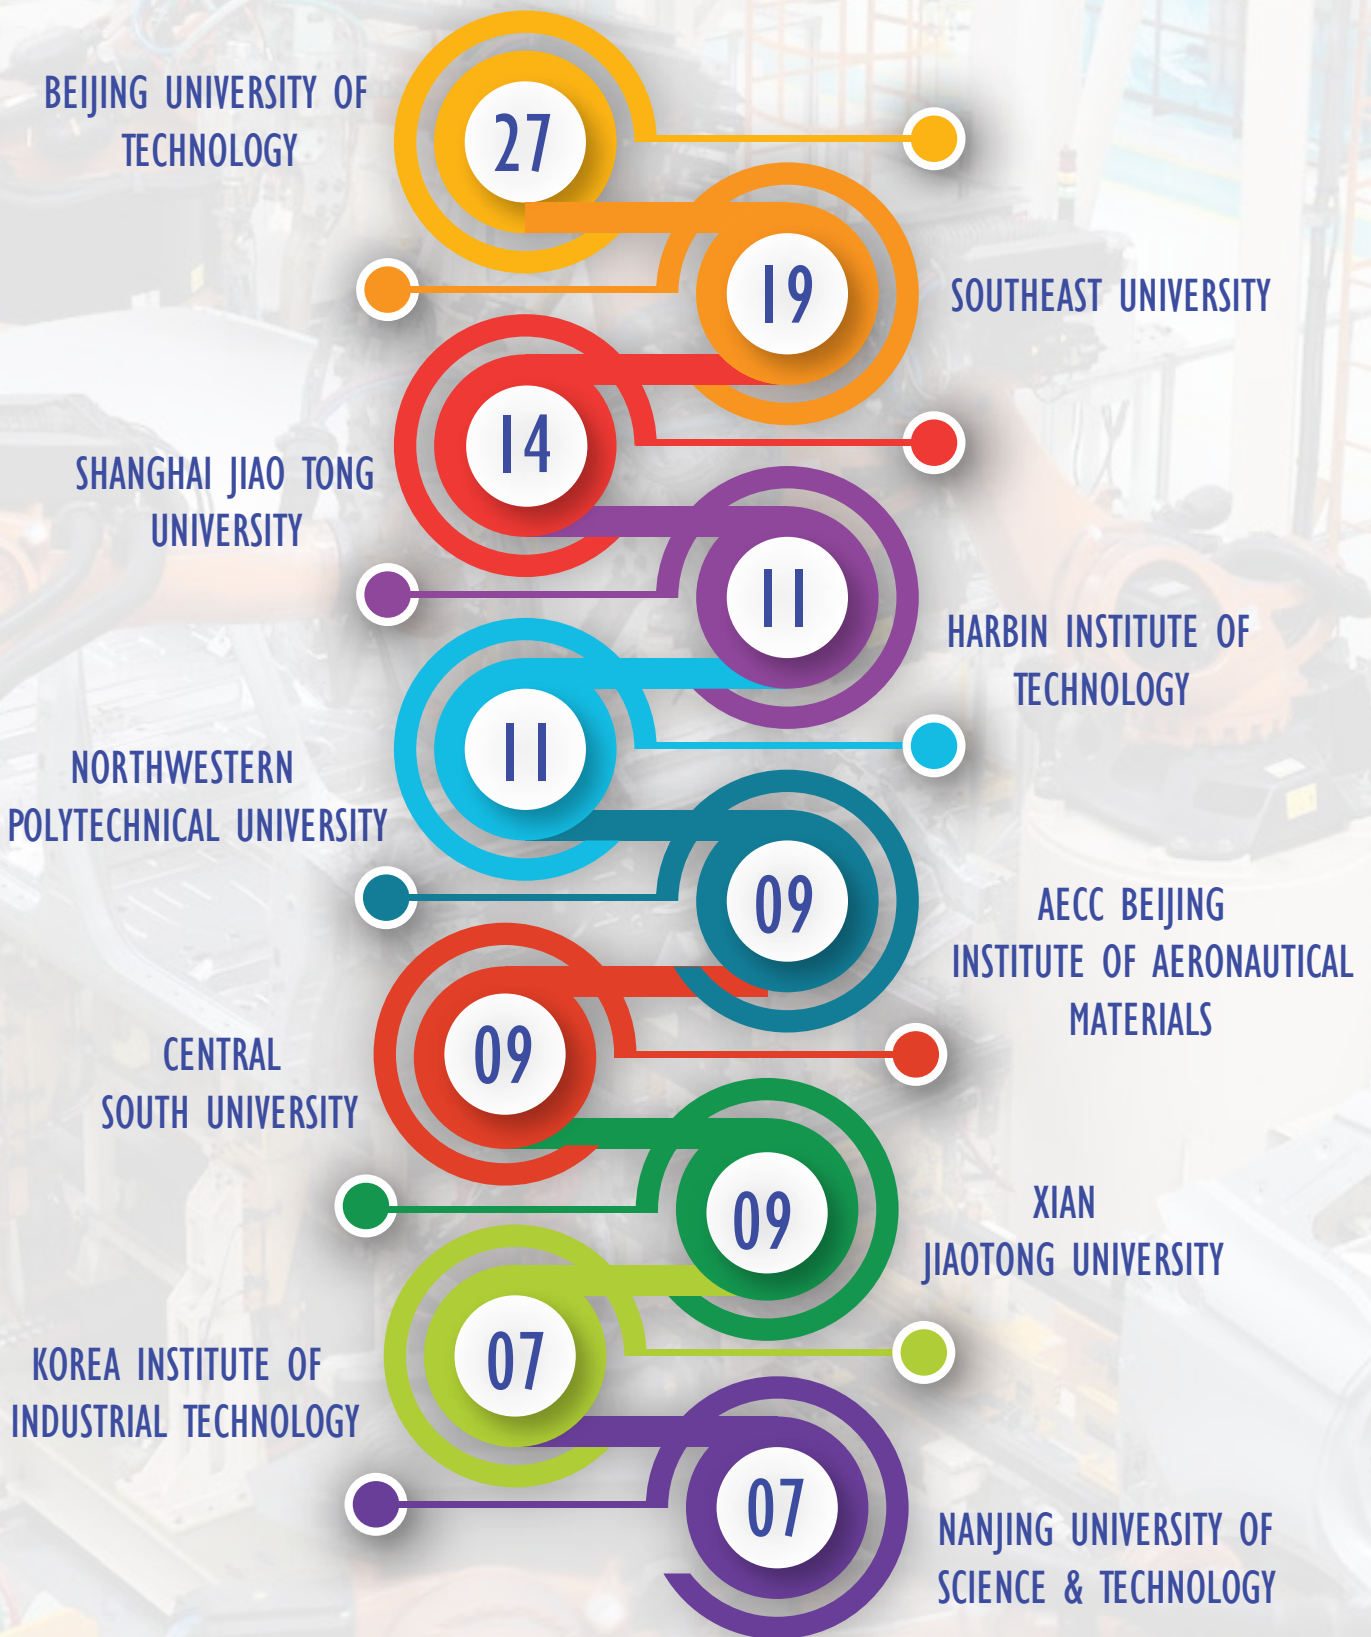 BEIJING UNIVERSITY OF
TECHNOLOGY
27
19
SOUTHEAST UNIVERSITY
14
SHANGHAI JIAO TONG
UNIVERSITY
11
HARBIN INSTITUTE OF
TECHNOLOGY
11
NORTHWESTERN
POLYTECHNICAL UNIVERSITY
09
AECC BEIJING
INSTITUTE OF AERONAUTICAL
MATERIALS
09
CENTRAL
SOUTH UNIVERSITY
09
XIAN
JIAOTONG UNIVERSITY
07
KOREA INSTITUTE OF
INDUSTRIAL TECHNOLOGY
07
NANJING UNIVERSITY OF
SCIENCE & TECHNOLOGY